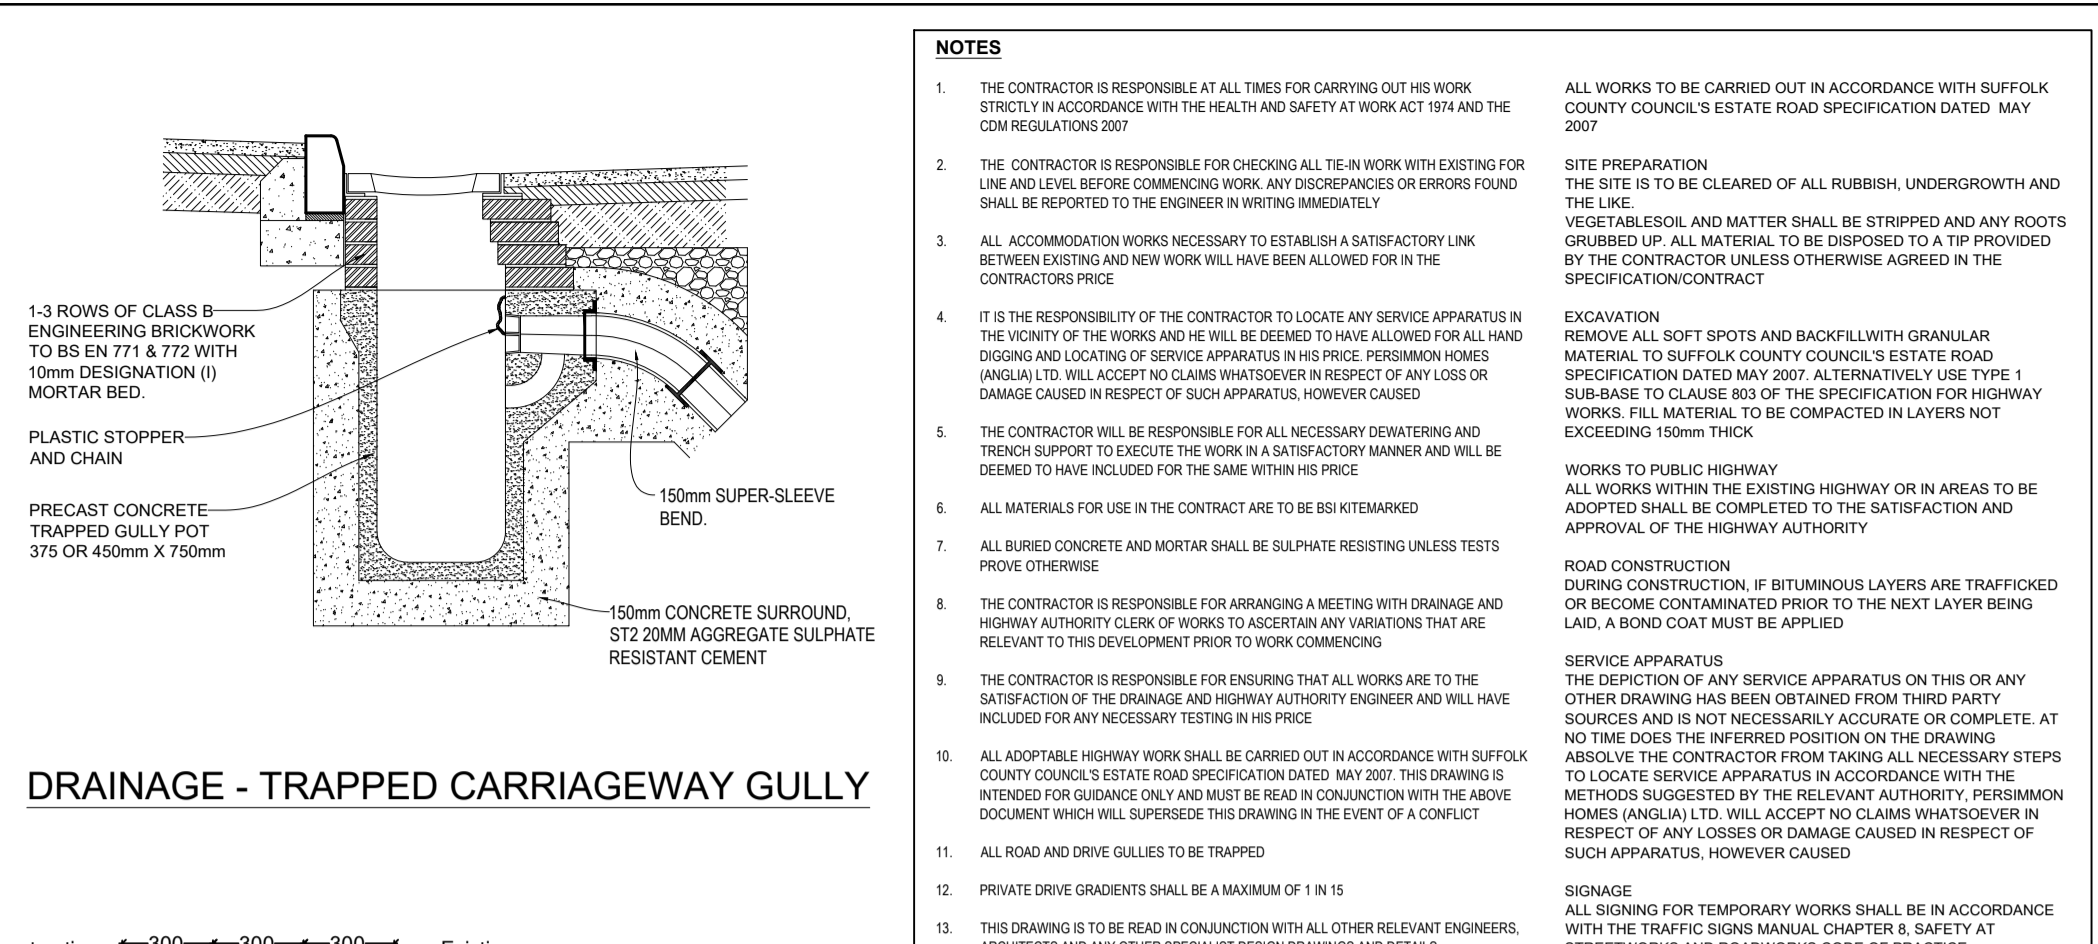 1-3 ROWS OF CLASS B
ENGINEERING BRICKWORK
TO BS EN 771 & 772 WITH
10mm DESIGNATION (I)
MORTAR BED.
PLASTIC STOPPER
AND CHAIN
PRECAST CONCRETE
TRAPPED GULLY POT
375 OR 450mm X 750mm
150mm SUPER-SLEEVE
BEND.
150mm CONCRETE SURROUND,
ST2 20MM AGGREGATE SULPHATE
RESISTANT CEMENT
DRAINAGE - TRAPPED CARRIAGEWAY GULLY
300 300 300
NOTES
1. THE CONTRACTOR IS RESPONSIBLE AT ALL TIMES FOR CARRYING OUT HIS WORK
STRICTLY IN ACCORDANCE WITH THE HEALTH AND SAFETY AT WORK ACT 1974 AND THE
CDM REGULATIONS 2007
2. THE CONTRACTOR IS RESPONSIBLE FOR CHECKING ALL TIE-IN WORK WITH EXISTING FOR
LINE AND LEVEL BEFORE COMMENCING WORK. ANY DISCREPANCIES OR ERRORS FOUND
SHALL BE REPORTED TO THE ENGINEER IN WRITING IMMEDIATELY
3. ALL ACCOMMODATION WORKS NECESSARY TO ESTABLISH A SATISFACTORY LINK
BETWEEN EXISTING AND NEW WORK WILL HAVE BEEN ALLOWED FOR IN THE
CONTRACTORS PRICE
4. IT IS THE RESPONSIBILITY OF THE CONTRACTOR TO LOCATE ANY SERVICE APPARATUS IN
THE VICINITY OF THE WORKS AND HE WILL BE DEEMED TO HAVE ALLOWED FOR ALL HAND
DIGGING AND LOCATING OF SERVICE APPARATUS IN HIS PRICE. PERSIMMON HOMES
(ANGLIA) LTD. WILL ACCEPT NO CLAIMS WHATSOEVER IN RESPECT OF ANY LOSS OR
DAMAGE CAUSED IN RESPECT OF SUCH APPARATUS, HOWEVER CAUSED
5. THE CONTRACTOR WILL BE RESPONSIBLE FOR ALL NECESSARY DEWATERING AND
TRENCH SUPPORT TO EXECUTE THE WORK IN A SATISFACTORY MANNER AND WILL BE
DEEMED TO HAVE INCLUDED FOR THE SAME WITHIN HIS PRICE
6. ALL MATERIALS FOR USE IN THE CONTRACT ARE TO BE BSI KITEMARKED
7. ALL BURIED CONCRETE AND MORTAR SHALL BE SULPHATE RESISTING UNLESS TESTS
PROVE OTHERWISE
8. THE CONTRACTOR IS RESPONSIBLE FOR ARRANGING A MEETING WITH DRAINAGE AND
HIGHWAY AUTHORITY CLERK OF WORKS TO ASCERTAIN ANY VARIATIONS THAT ARE
RELEVANT TO THIS DEVELOPMENT PRIOR TO WORK COMMENCING
9. THE CONTRACTOR IS RESPONSIBLE FOR ENSURING THAT ALL WORKS ARE TO THE
SATISFACTION OF THE DRAINAGE AND HIGHWAY AUTHORITY ENGINEER AND WILL HAVE
INCLUDED FOR ANY NECESSARY TESTING IN HIS PRICE
10. ALL ADOPTABLE HIGHWAY WORK SHALL BE CARRIED OUT IN ACCORDANCE WITH SUFFOLK
COUNTY COUNCIL'S ESTATE ROAD SPECIFICATION DATED MAY 2007. THIS DRAWING IS
INTENDED FOR GUIDANCE ONLY AND MUST BE READ IN CONJUNCTION WITH THE ABOVE
DOCUMENT WHICH WILL SUPERSEDE THIS DRAWING IN THE EVENT OF A CONFLICT
11. ALL ROAD AND DRIVE GULLIES TO BE TRAPPED
12. PRIVATE DRIVE GRADIENTS SHALL BE A MAXIMUM OF 1 IN 15
13. THIS DRAWING IS TO BE READ IN CONJUNCTION WITH ALL OTHER RELEVANT ENGINEERS,
ARCHITECTS AND ANY OTHER SPECIALIST DESIGN DRAWINGS AND DETAILS
ALL WORKS TO BE CARRIED OUT IN ACCORDANCE WITH SUFFOLK
COUNTY COUNCIL'S ESTATE ROAD SPECIFICATION DATED MAY
2007
SITE PREPARATION
THE SITE IS TO BE CLEARED OF ALL RUBBISH, UNDERGROWTH AND
THE LIKE.
VEGETABLESOIL AND MATTER SHALL BE STRIPPED AND ANY ROOTS
GRUBBED UP. ALL MATERIAL TO BE DISPOSED TO A TIP PROVIDED
BY THE CONTRACTOR UNLESS OTHERWISE AGREED IN THE
SPECIFICATION/CONTRACT
EXCAVATION
REMOVE ALL SOFT SPOTS AND BACKFILLWITH GRANULAR
MATERIAL TO SUFFOLK COUNTY COUNCIL'S ESTATE ROAD
SPECIFICATION DATED MAY 2007. ALTERNATIVELY USE TYPE 1
SUB-BASE TO CLAUSE 803 OF THE SPECIFICATION FOR HIGHWAY
WORKS. FILL MATERIAL TO BE COMPACTED IN LAYERS NOT
EXCEEDING 150mm THICK
WORKS TO PUBLIC HIGHWAY
ALL WORKS WITHIN THE EXISTING HIGHWAY OR IN AREAS TO BE
ADOPTED SHALL BE COMPLETED TO THE SATISFACTION AND
APPROVAL OF THE HIGHWAY AUTHORITY
ROAD CONSTRUCTION
DURING CONSTRUCTION, IF BITUMINOUS LAYERS ARE TRAFFICKED
OR BECOME CONTAMINATED PRIOR TO THE NEXT LAYER BEING
LAID, A BOND COAT MUST BE APPLIED
SERVICE APPARATUS
THE DEPICTION OF ANY SERVICE APPARATUS ON THIS OR ANY
OTHER DRAWING HAS BEEN OBTAINED FROM THIRD PARTY
SOURCES AND IS NOT NECESSARILY ACCURATE OR COMPLETE. AT
NO TIME DOES THE INFERRED POSITION ON THE DRAWING
ABSOLVE THE CONTRACTOR FROM TAKING ALL NECESSARY STEPS
TO LOCATE SERVICE APPARATUS IN ACCORDANCE WITH THE
METHODS SUGGESTED BY THE RELEVANT AUTHORITY, PERSIMMON
HOMES (ANGLIA) LTD. WILL ACCEPT NO CLAIMS WHATSOEVER IN
RESPECT OF ANY LOSSES OR DAMAGE CAUSED IN RESPECT OF
SUCH APPARATUS, HOWEVER CAUSED
SIGNAGE
ALL SIGNING FOR TEMPORARY WORKS SHALL BE IN ACCORDANCE
WITH THE TRAFFIC SIGNS MANUAL CHAPTER 8, SAFETY AT
STREETWORKS AND ROADWORKS CODE OF PRACTICE